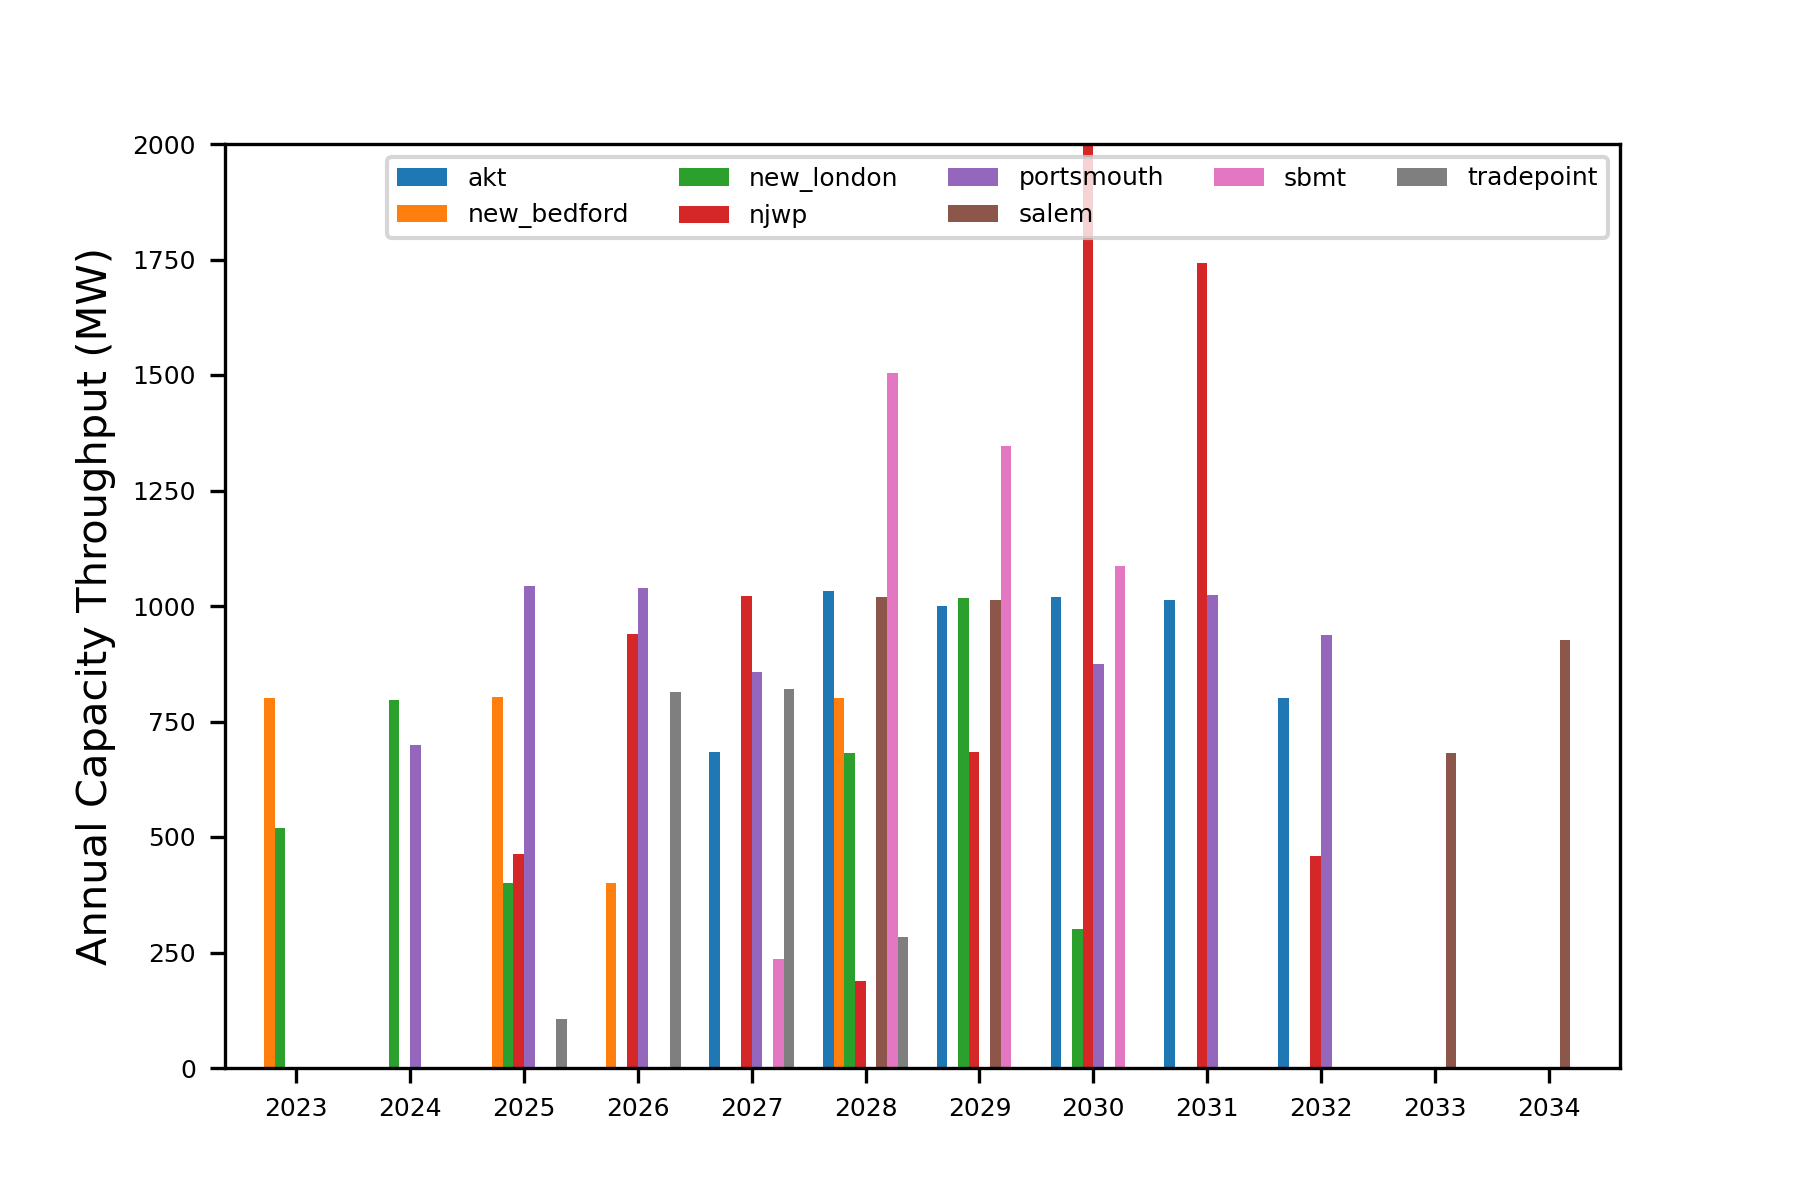 Annual Capacity Throughput (MW)
2000
1750
1500
1250
1000
750
500
250
0
akt
new_bedford
new_london
njwp
portsmouth
salem
sbmt
tradepoint
2023 2024 2025 2026 2027 2028 2029 2030 2031 2032 2033 2034